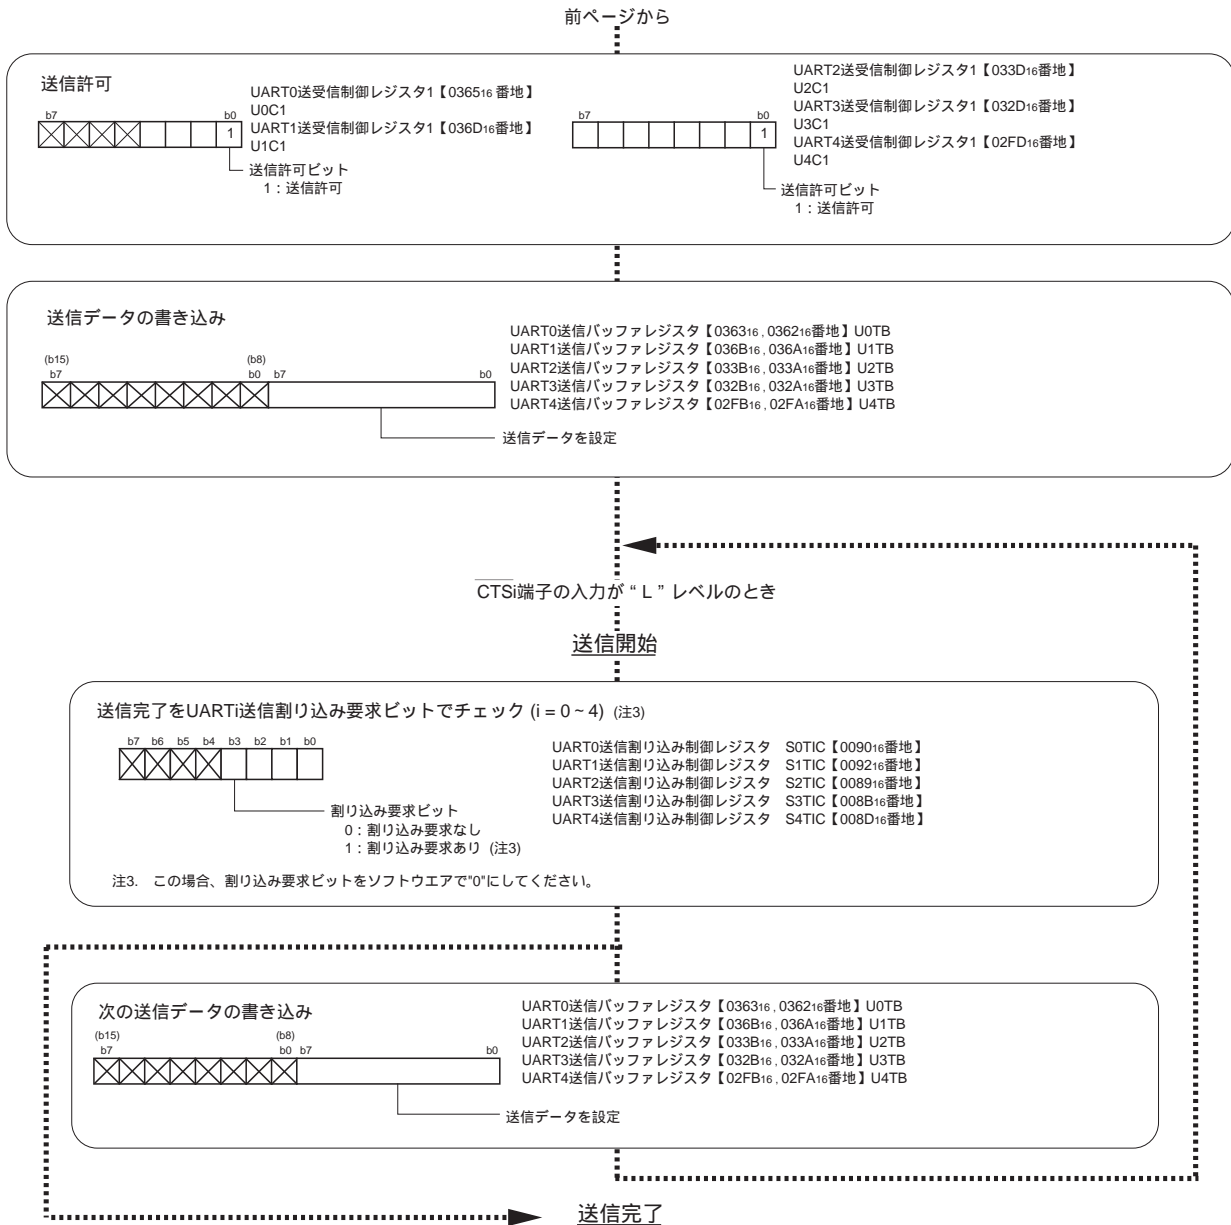 前ページから
送信許可
b7 b0
1
UART0送受信制御レジスタ1【036516 番地】
U0C1
UART1送受信制御レジスタ1【036D16番地】
U1C1
送信許可ビット
1：送信許可
b7 b0
1
UART2送受信制御レジスタ1【033D16番地】
U2C1
UART3送受信制御レジスタ1【032D16番地】
U3C1
UART4送受信制御レジスタ1【02FD16番地】
U4C1
送信許可ビット
1：送信許可
送信データの書き込み
(b15) (b8)
b7 b0 b7 b0
送信データを設定
UART0送信バッファレジスタ【036316 , 036216番地】U0TB
UART1送信バッファレジスタ【036B16 , 036A16番地】U1TB
UART2送信バッファレジスタ【033B16 , 033A16番地】U2TB
UART3送信バッファレジスタ【032B16 , 032A16番地】U3TB
UART4送信バッファレジスタ【02FB16 , 02FA16番地】U4TB
CTSi端子の入力が “ L ” レベルのとき
送信開始
送信完了をUARTi送信割り込み要求ビットでチェック (i = 0 ~ 4) (注3)
b7 b6 b5 b4 b3 b2 b1 b0
割り込み要求ビット
0：割り込み要求なし
1：割り込み要求あり (注3)
UART0送信割り込み制御レジスタ S0TIC【009016番地】
UART1送信割り込み制御レジスタ S1TIC【009216番地】
UART2送信割り込み制御レジスタ S2TIC【008916番地】
UART3送信割り込み制御レジスタ S3TIC【008B16番地】
UART4送信割り込み制御レジスタ S4TIC【008D16番地】
注3. この場合、割り込み要求ビットをソフトウエアで"0"にしてください。
次の送信データの書き込み
(b15) (b8)
b7 b0 b7 b0
送信データを設定
UART0送信バッファレジスタ【036316 , 036216番地】U0TB
UART1送信バッファレジスタ【036B16 , 036A16番地】U1TB
UART2送信バッファレジスタ【033B16 , 033A16番地】U2TB
UART3送信バッファレジスタ【032B16 , 032A16番地】U3TB
UART4送信バッファレジスタ【02FB16 , 02FA16番地】U4TB
送信完了